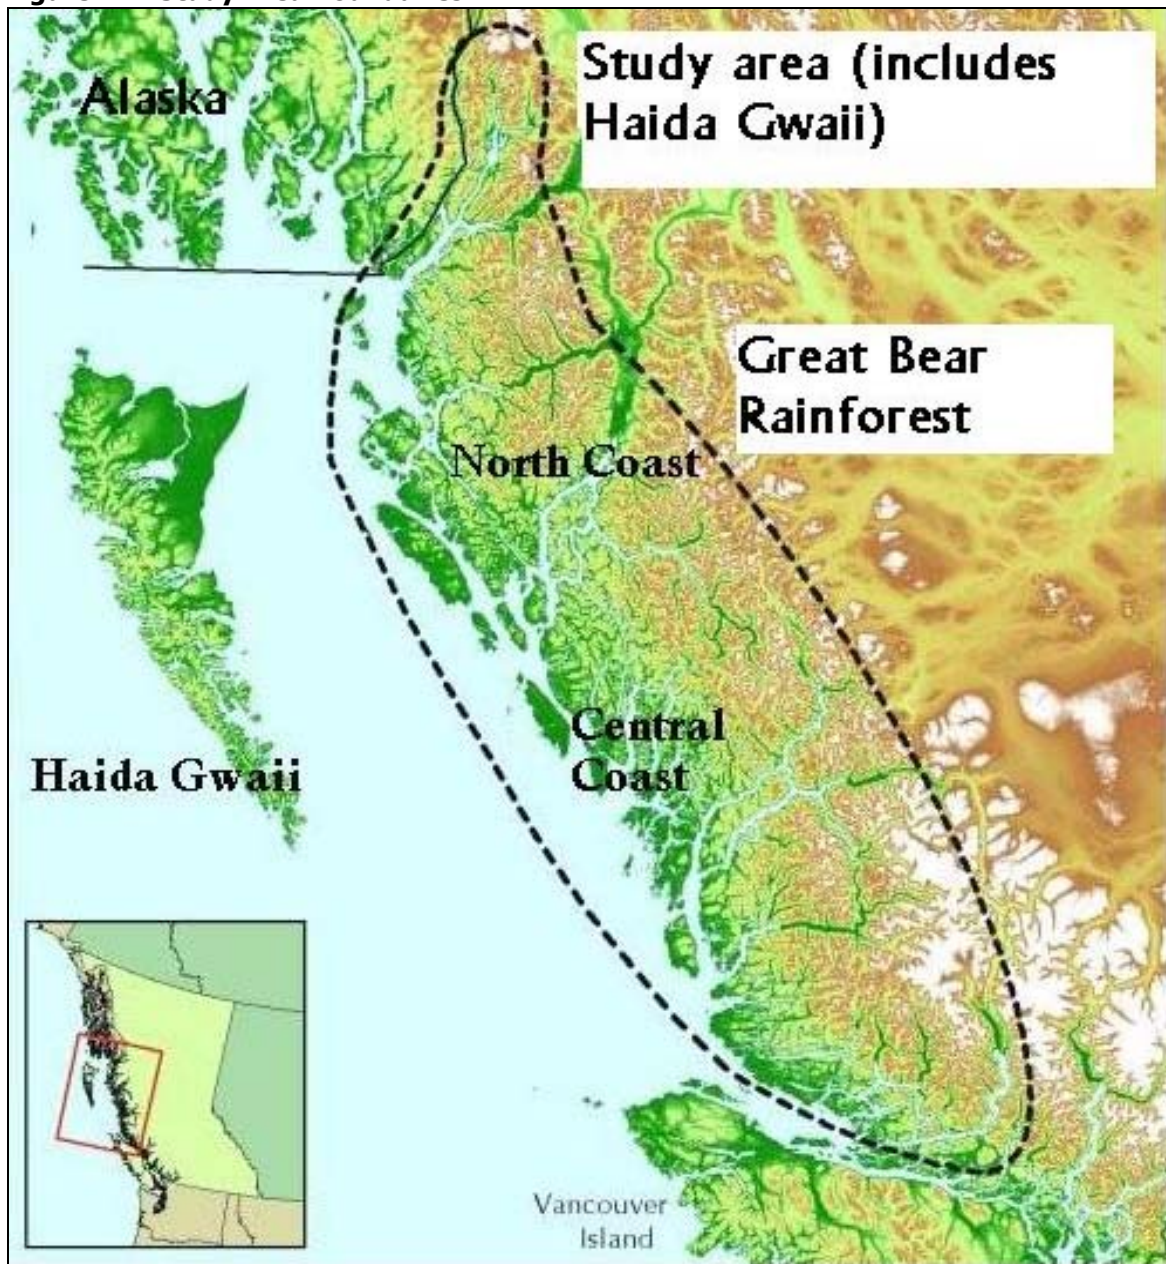 Alaska
Study area (includes
Haida Gwaii)
Great Bear
Rainforest
North Coast
Central
Coast
Haida Gwaii
Vancouver
Island